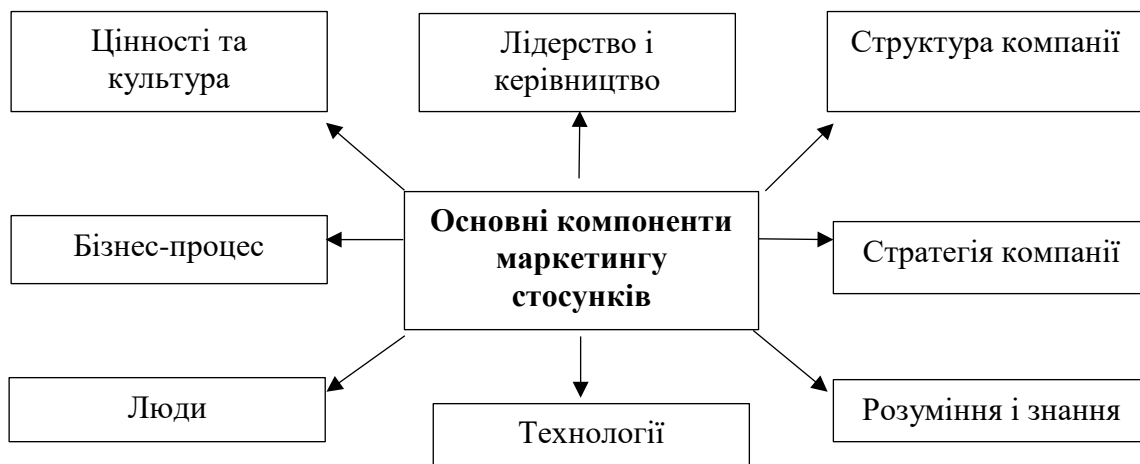 Цінності та
культура
Лідерство і
керівництво
Структура компанії
Бізнес-процес
Основні компоненти
маркетингу
стосунків
Стратегія компанії
Люди
Технології
Розуміння і знання